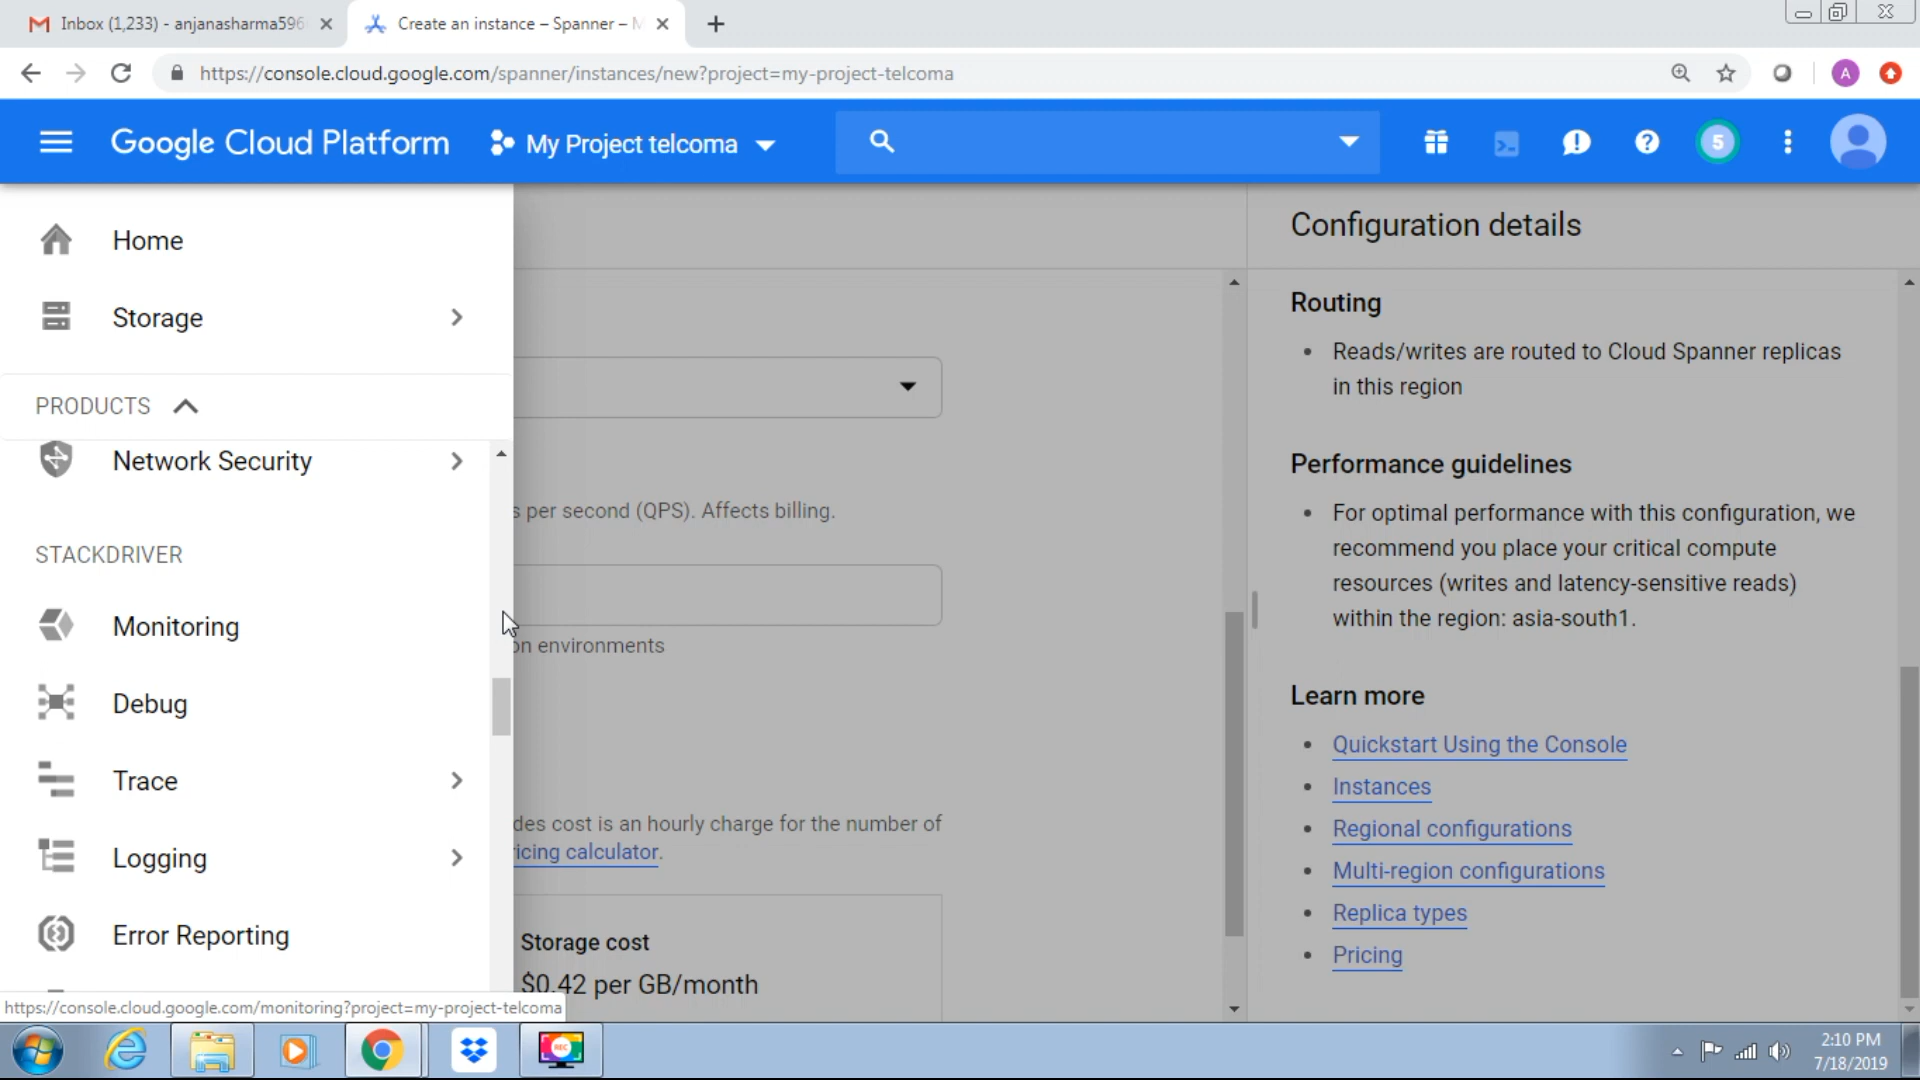 Inbox (1,233) - anjanasharma596
Create an instance – Spanner –
https://console.cloud.google.com/spanner/instances/new?project=my-project-telcoma
A
Google Cloud Platform
My Project telcoma
5
Home
Storage
PRODUCTS
Network Security
STACKDRIVER
Monitoring
Debug
Trace
Logging
Error Reporting
https://console.cloud.google.com/monitoring?project=my-project-telcoma
per second (QPS). Affects billing.
environments
cost is an hourly charge for the number of
calculator.
Storage cost
$0.42 per GB/month
Configuration details
Routing
Reads/writes are routed to Cloud Spanner replicas
in this region
Performance guidelines
For optimal performance with this configuration, we
recommend you place your critical compute
resources (writes and latency-sensitive reads)
within the region: asia-south1.
Learn more
Quickstart Using the Console
Instances
Regional configurations
Multi-region configurations
Replica types
Pricing
REC
2:10 PM
7/18/2019